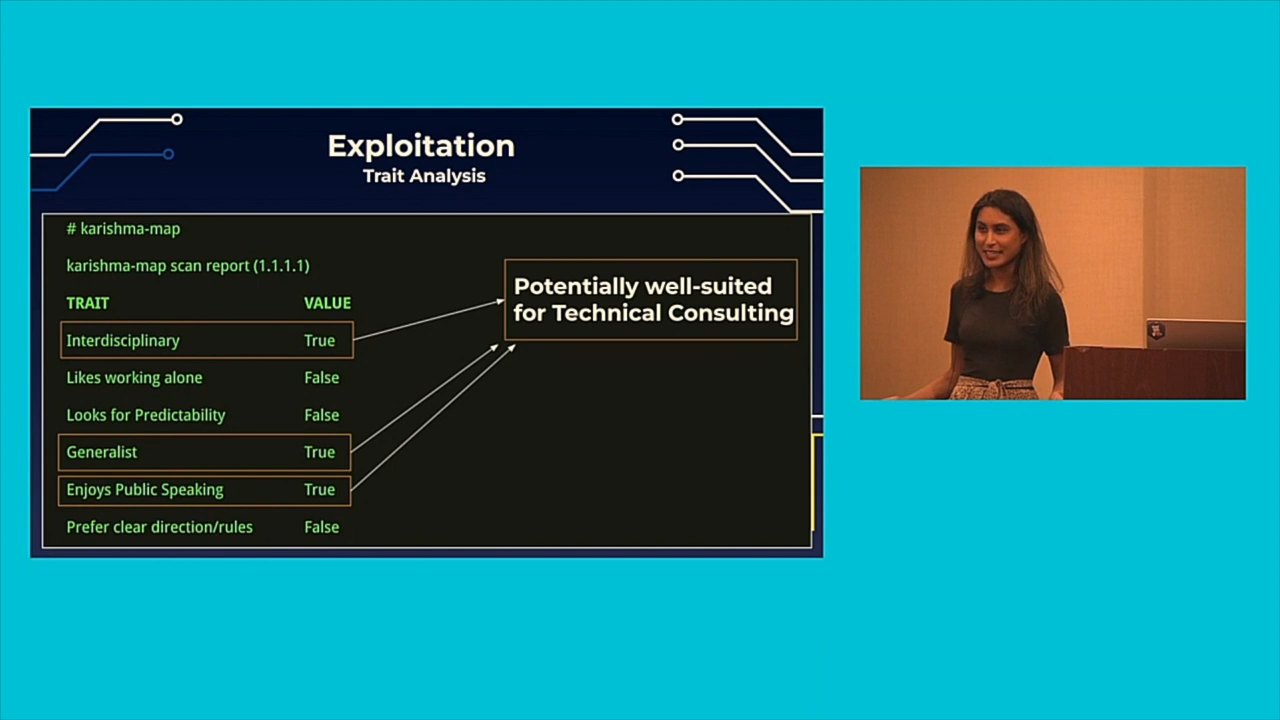 Exploitation
Trait Analysis
# karishma-map
karishma-map scan report (1.1.1.1)
TRAIT VALUE
Interdisciplinary True
Likes working alone False
Looks for Predictability False
Generalist True
Enjoys Public Speaking True
Prefer clear direction/rules False
Potentially well-suited
for Technical Consulting